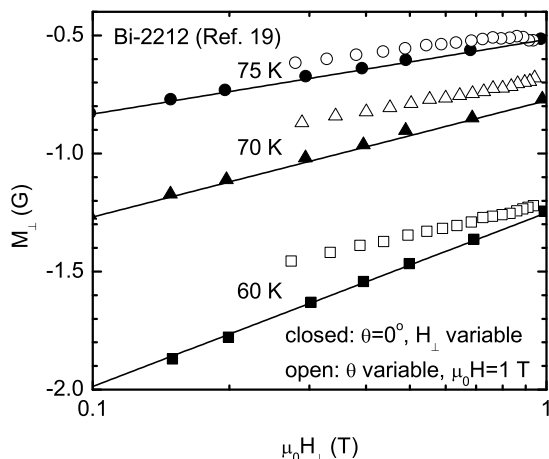 Bi-2212 (Ref. 19)
75 K
70 K
60 K
closed: θ=0°, H⊥ variable
open: θ variable, μ0H=1 T
-0.5
-1.0
-1.5
-2.0
M⊥ (G)
0.1
1
μ0H⊥ (T)